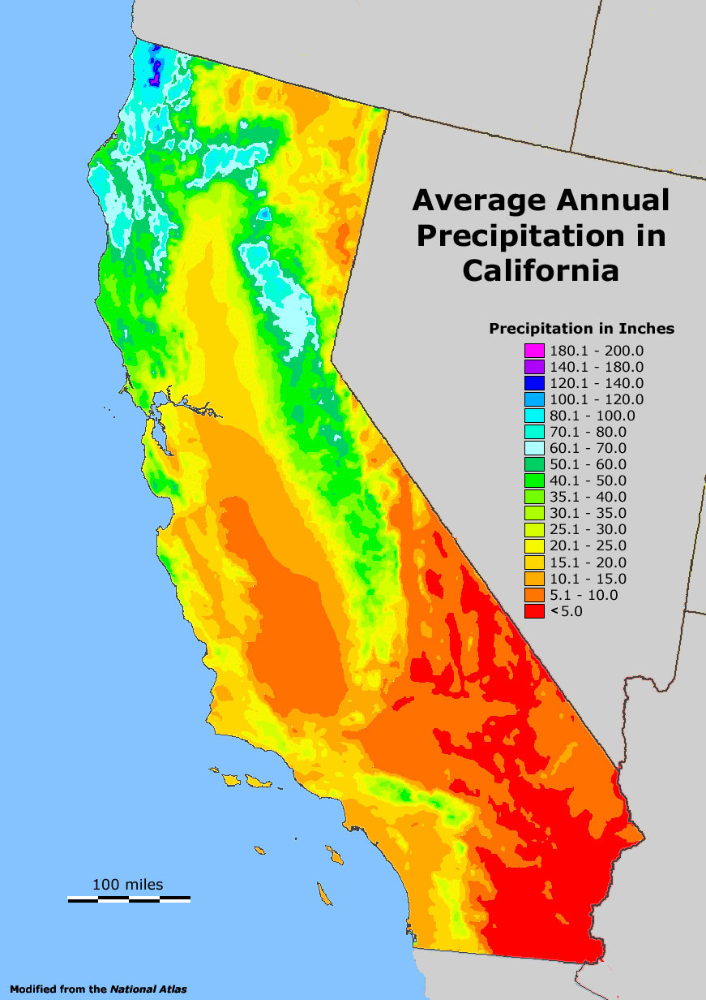 Average Annual
Precipitation in
California
Precipitation in Inches
180.1 - 200.0
140.1 - 180.0
120.1 - 140.0
100.1 - 120.0
80.1 - 100.0
70.1 - 80.0
60.1 - 70.0
50.1 - 60.0
40.1 - 50.0
35.1 - 40.0
30.1 - 35.0
25.1 - 30.0
20.1 - 25.0
15.1 - 20.0
10.1 - 15.0
5.1 - 10.0
<5.0
100 miles
Modified from the National Atlas